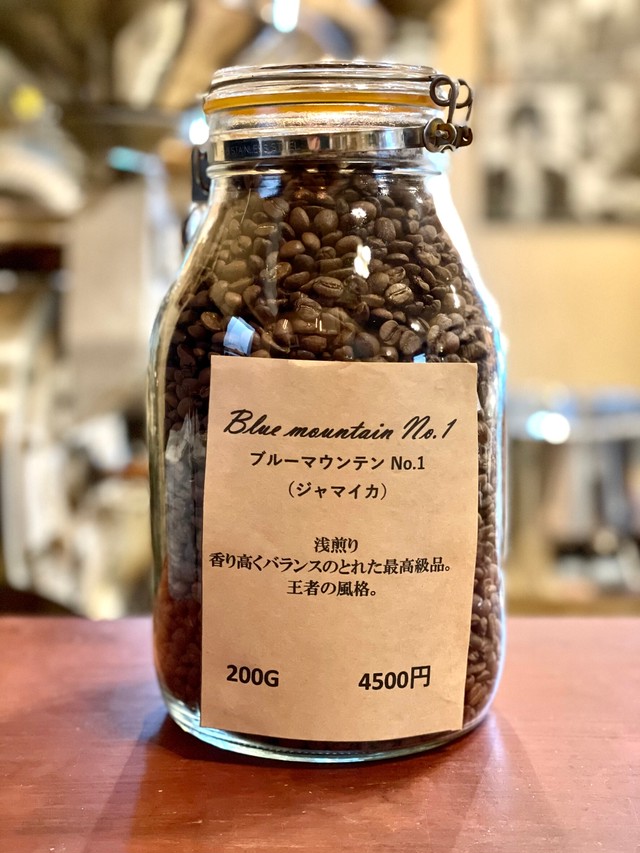 Blue mountain No.1
ブルーマウンテン No.1
（ジャマイカ）
浅煎り
香り高くバランスのとれた最高級品。
王者の風格。
200G 4500円